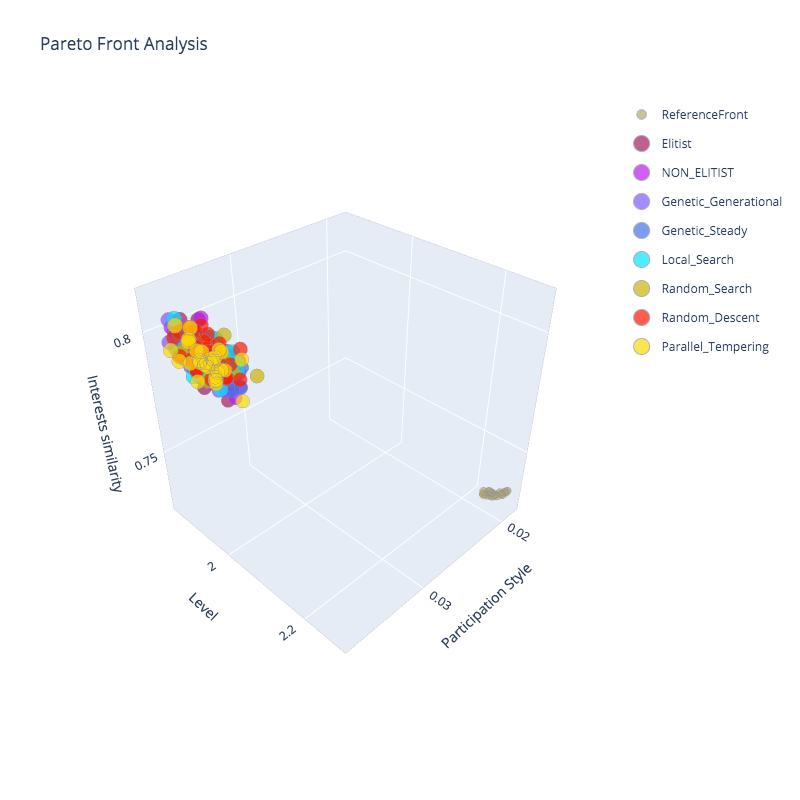 Pareto Front Analysis
ReferenceFront
Elitist
NON_ELITIST
Genetic_Generational
Genetic_Steady
Local_Search
Random_Search
Random_Descent
Parallel_Tempering
0.8
0.75
Interests similarity
2
2.2
Level
0.02
0.03
Participation Style